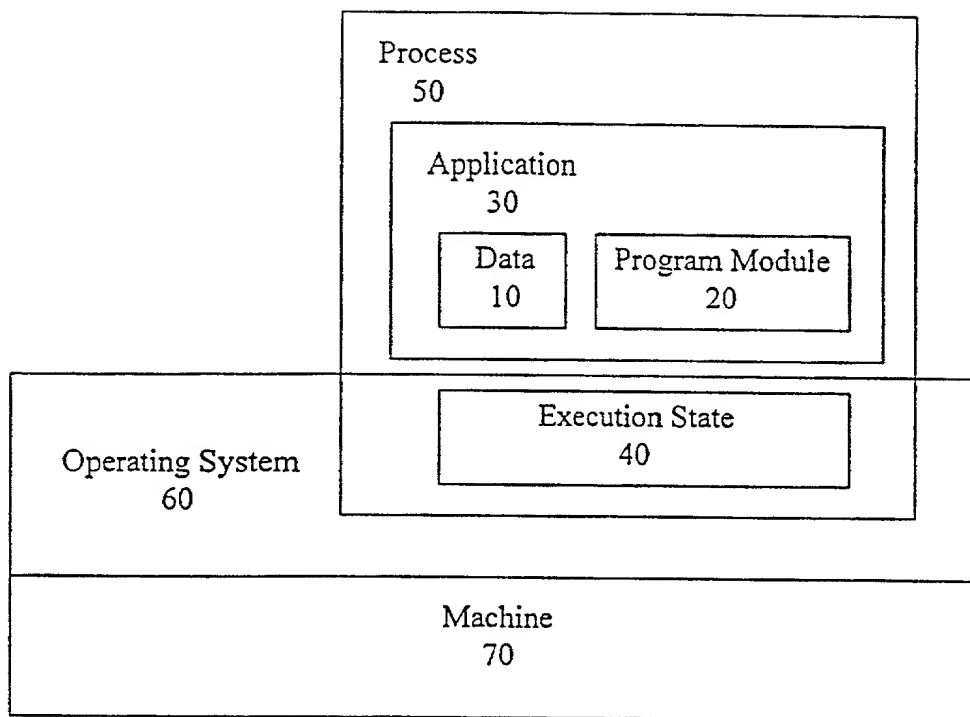 Process
50
Application
30
Data
10
Program Module
20
Execution State
40
Operating System
60
Machine
70